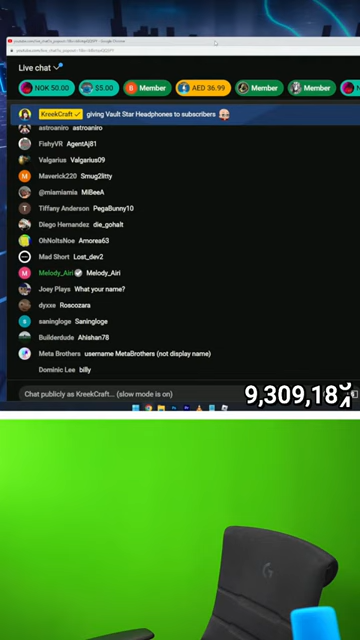 Live chat
NOK 50.00
$5.00
B Member
AED 36.99
Member
Member
KreekCraft giving Vault Star Headphones to subscribers
astroaniro astroaniro
FishyVR AgentAj81
Valgarius Valgarius09
Maverick220 Smug2litty
@miamiamia MiBeeA
Tiffany Anderson PegaBunny10
Diego Hernandez die_gohalt
OhNoItsNoe Amorea63
Mad Short Lost_dev2
M Melody_Airi Melody_Airi
Joey Plays What your name?
dyxxe Roscozara
saningloge Saningloge
Builderdude Ahishan78
Meta Brothers username MetaBrothers (not display name)
Dominic Lee billy
Chat publicly as KreekCraft... (slow mode is on)
G